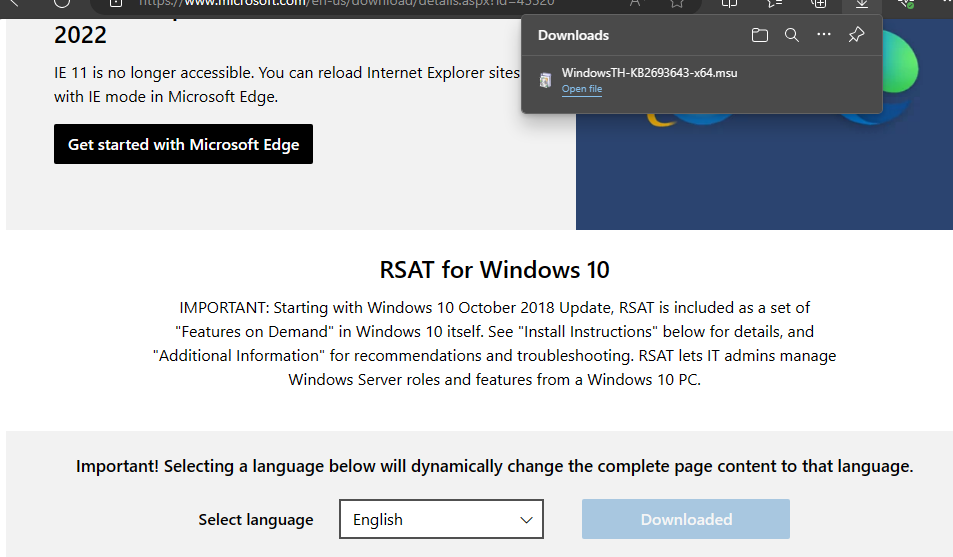 https://www.microsoft.com/en-us/download/details.aspx?id=45520
2022
IE 11 is no longer accessible. You can reload Internet Explorer sites
with IE mode in Microsoft Edge.
Get started with Microsoft Edge
Downloads
WindowsTH-KB2693643-x64.msu
Open file
RSAT for Windows 10
IMPORTANT: Starting with Windows 10 October 2018 Update, RSAT is included as a set of
"Features on Demand" in Windows 10 itself. See "Install Instructions" below for details, and
"Additional Information" for recommendations and troubleshooting. RSAT lets IT admins manage
Windows Server roles and features from a Windows 10 PC.
Important! Selecting a language below will dynamically change the complete page content to that language.
Select language
English
Downloaded